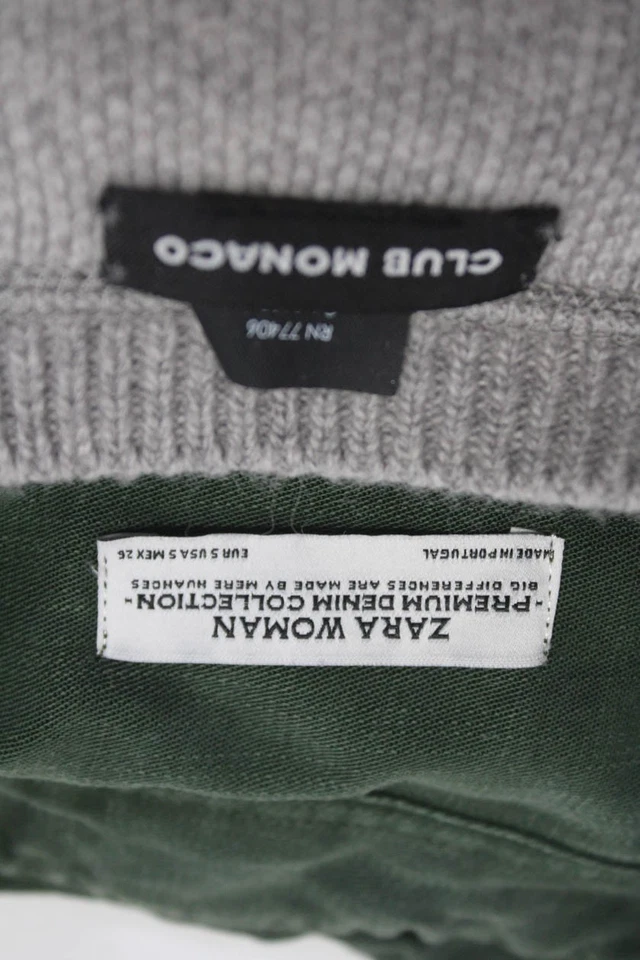 ZARA WOMAN
- PREMIUM DENIM COLLECTION -
BIG DIFFERENCES ARE MADE BY MERE NUANCES
MADE IN PORTUGAL EUR S USA S MEX 26
RN 77406
CLUB MONACO